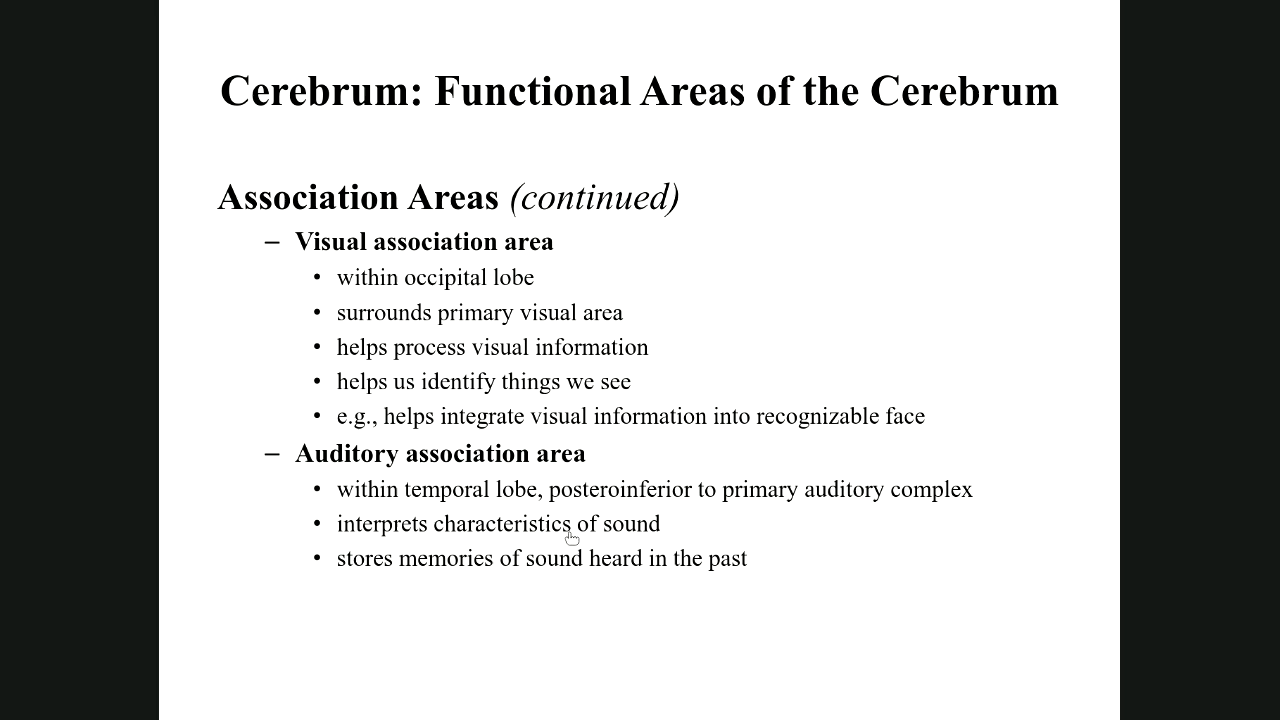 Cerebrum: Functional Areas of the Cerebrum
Association Areas (continued)
– Visual association area
• within occipital lobe
• surrounds primary visual area
• helps process visual information
• helps us identify things we see
• e.g., helps integrate visual information into recognizable face
– Auditory association area
• within temporal lobe, posteroinferior to primary auditory complex
• interprets characteristics of sound
• stores memories of sound heard in the past